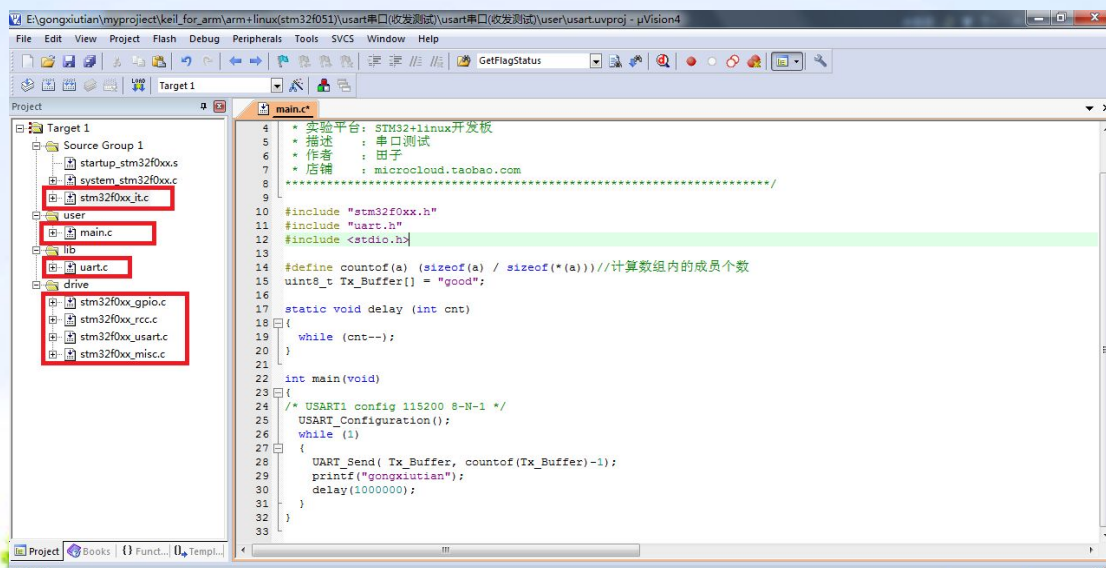 E:\gongxiutian\myprojiect\keil_for_arm\arm+linux(stm32f051)\usart串口(收发测试)\usart串口(收发测试)\user\usart.uvproj - µVision4
File Edit View Project Flash Debug Peripherals Tools SVCS Window Help
GetFlagStatus
LOAD Target 1
Project
main.c*
Target 1
Source Group 1
startup_stm32f0xx.s
system_stm32f0xx.c
stm32f0xx_it.c
user
main.c
lib
uart.c
drive
stm32f0xx_gpio.c
stm32f0xx_rcc.c
stm32f0xx_usart.c
stm32f0xx_misc.c
4 * 实验平台: STM32+linux开发板
5 * 描述 : 串口测试
6 * 作者 : 田子
7 * 店铺 : microcloud.taobao.com
8 **********************************************************************/
9
10 #include "stm32f0xx.h"
11 #include "uart.h"
12 #include <stdio.h>
13
14 #define countof(a) (sizeof(a) / sizeof(*(a)))//计算数组内的成员个数
15 uint8_t Tx_Buffer[] = "good";
16
17 static void delay (int cnt)
18 {
19 while (cnt--);
20 }
21
22 int main(void)
23 {
24 /* USART1 config 115200 8-N-1 */
25 USART_Configuration();
26 while (1)
27 {
28 UART_Send( Tx_Buffer, countof(Tx_Buffer)-1);
29 printf("gongxiutian");
30 delay(1000000);
31 }
32 }
33
Project Books {} Funct... 0 Templ...